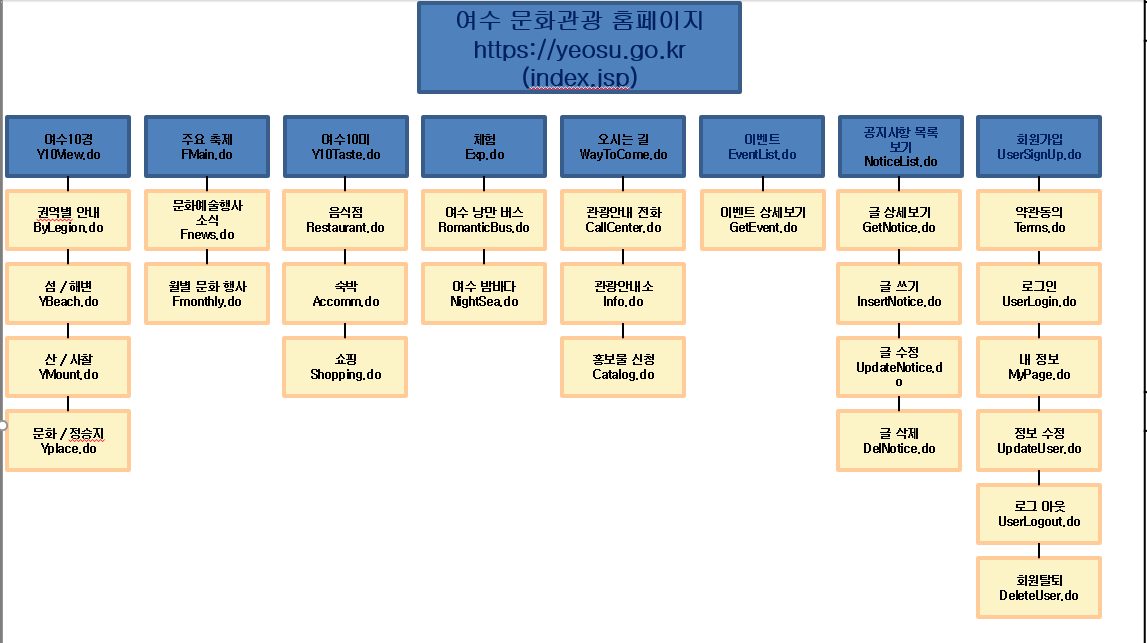 여수 문화관광 홈페이지
https://yeosu.go.kr
(index.jsp)
여수10경
Y10View.do
권역별 안내
ByLegion.do
섬 / 해변
YBeach.do
산 / 사찰
YMount.do
문화 / 정승지
Yplace.do
주요 축제
FMain.do
문화예술행사
소식
Fnews.do
월별 문화 행사
Fmonthly.do
여수10미
Y10Taste.do
음식점
Restaurant.do
숙박
Accomm.do
쇼핑
Shopping.do
체험
Exp.do
여수 낭만 버스
RomanticBus.do
여수 밤바다
NightSea.do
오시는 길
WayToCome.do
관광안내 전화
CallCenter.do
관광안내소
Info.do
홍보물 신청
Catalog.do
이벤트
EventList.do
이벤트 상세보기
GetEvent.do
공지사항 목록
보기
NoticeList.do
글 상세보기
GetNotice.do
글 쓰기
InsertNotice.do
글 수정
UpdateNotice.d
o
글 삭제
DelNotice.do
회원가입
UserSignUp.do
약관동의
Terms.do
로그인
UserLogin.do
내 정보
MyPage.do
정보 수정
UpdateUser.do
로그 아웃
UserLogout.do
회원탈퇴
DeleteUser.do